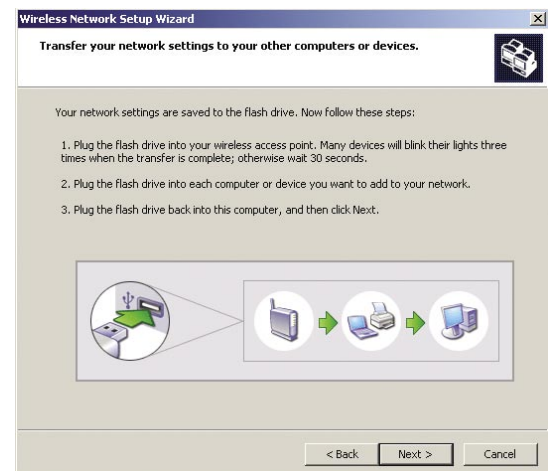 Wireless Network Setup Wizard
Transfer your network settings to your other computers or devices.
Your network settings are saved to the flash drive. Now follow these steps:
1. Plug the flash drive into your wireless access point. Many devices will blink their lights three
times when the transfer is complete; otherwise wait 30 seconds.
2. Plug the flash drive into each computer or device you want to add to your network.
3. Plug the flash drive back into this computer, and then click Next.
< Back Next > Cancel